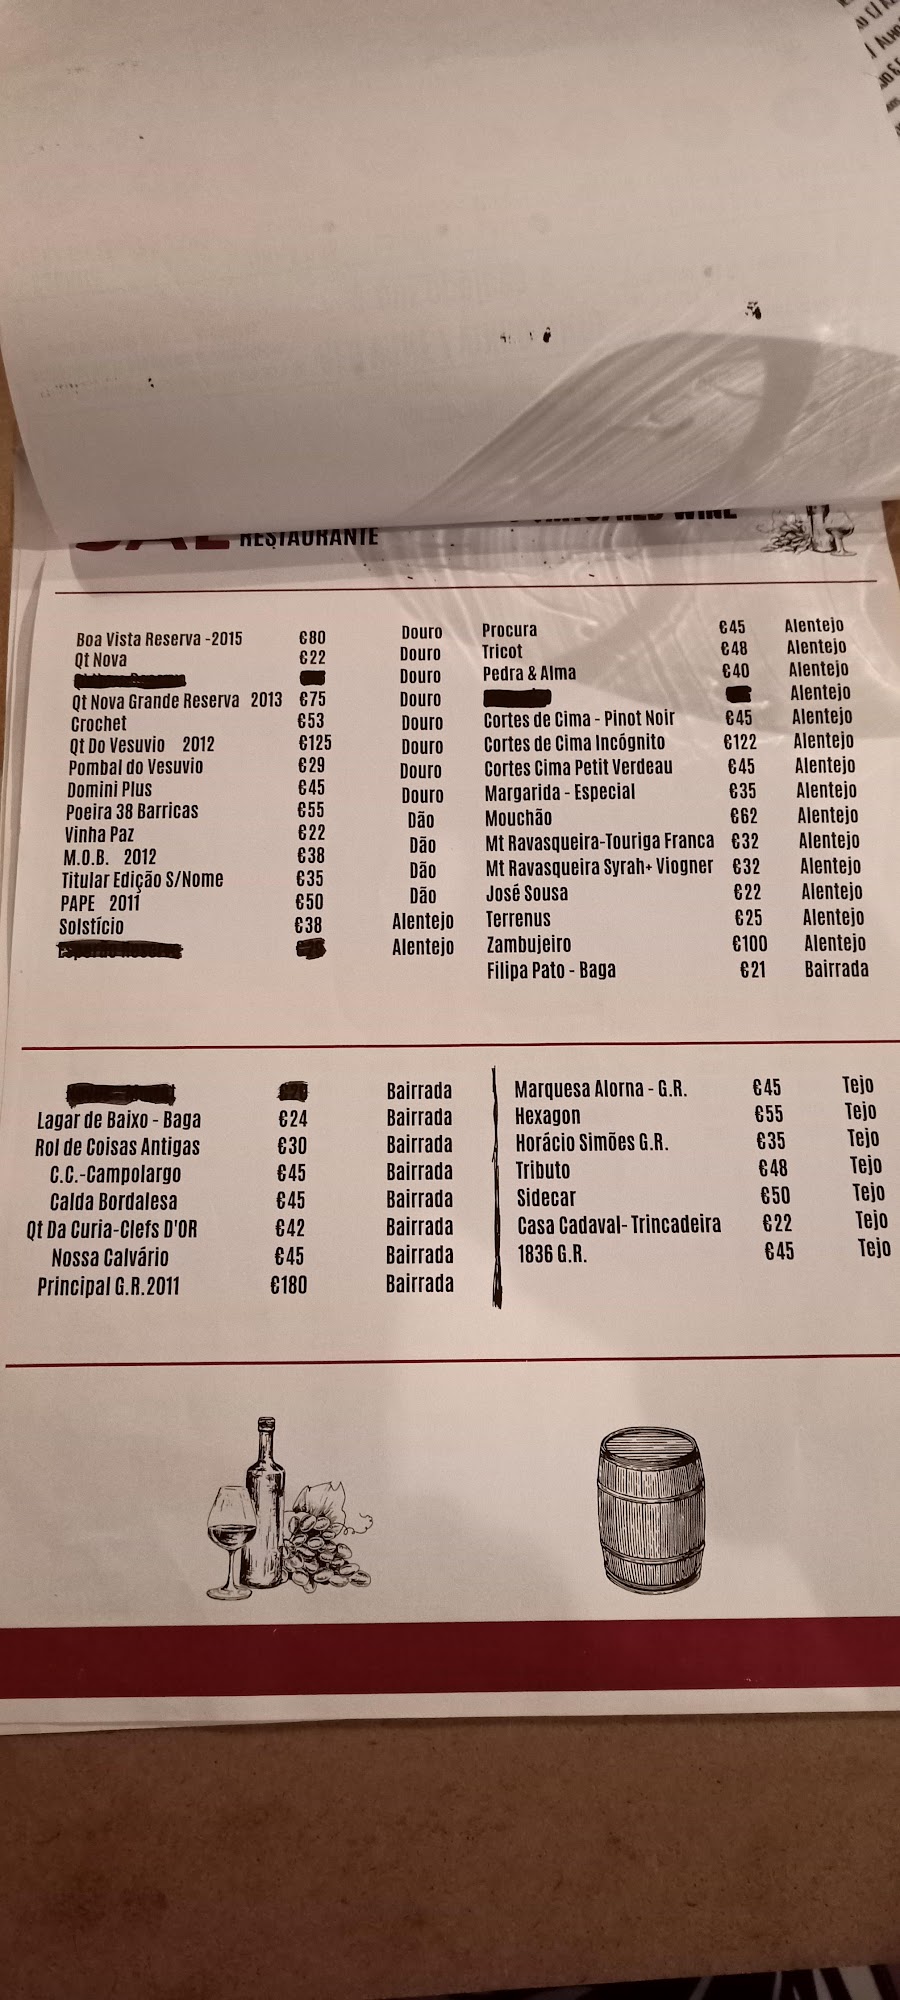 RESTAURANTE
WINE
Boa Vista Reserva -2015 €80 Douro
Qt Nova €22 Douro
Douro
Qt Nova Grande Reserva 2013 €75 Douro
Crochet €53 Douro
Qt Do Vesuvio 2012 €125 Douro
Pombal do Vesuvio €29 Douro
Domini Plus €45 Douro
Poeira 38 Barricas €55 Dão
Vinha Paz €22 Dão
M.O.B. 2012 €38 Dão
Titular Edição S/Nome €35 Dão
PAPE 2011 €50 Alentejo
Solstício €38 Alentejo
Procura €45 Alentejo
Tricot €48 Alentejo
Pedra & Alma €40 Alentejo
Alentejo
Cortes de Cima - Pinot Noir €45 Alentejo
Cortes de Cima Incógnito €122 Alentejo
Cortes Cima Petit Verdeau €45 Alentejo
Margarida - Especial €35 Alentejo
Mouchão €62 Alentejo
Mt Ravasqueira-Touriga Franca €32 Alentejo
Mt Ravasqueira Syrah+ Viogner €32 Alentejo
José Sousa €22 Alentejo
Terrenus €25 Alentejo
Zambujeiro €100 Alentejo
Filipa Pato - Baga €21 Bairrada
Bairrada
Lagar de Baixo - Baga €24 Bairrada
Rol de Coisas Antigas €30 Bairrada
C.C.-Campolargo €45 Bairrada
Calda Bordalesa €45 Bairrada
Qt Da Curia-Clefs D'OR €42 Bairrada
Nossa Calvário €45 Bairrada
Principal G.R.2011 €180 Bairrada
Marquesa Alorna - G.R. €45 Tejo
Hexagon €55 Tejo
Horácio Simões G.R. €35 Tejo
Tributo €48 Tejo
Sidecar €50 Tejo
Casa Cadaval- Trincadeira €22 Tejo
1836 G.R. €45 Tejo